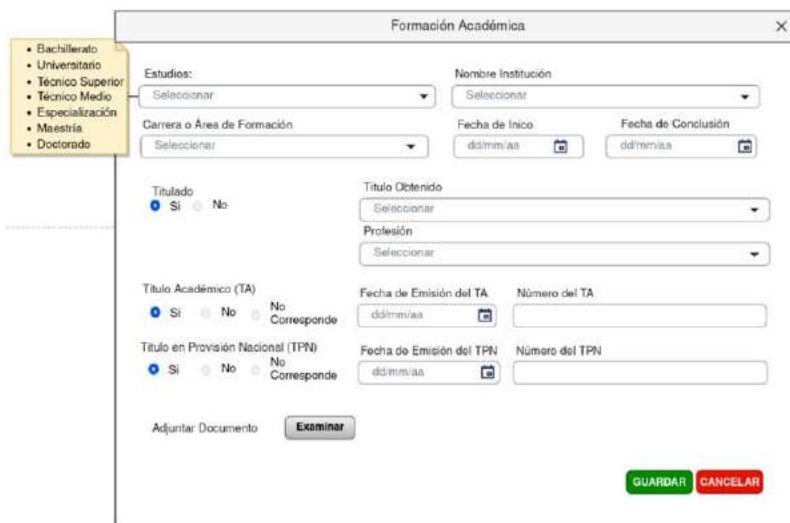 Formación Académica
• Bachillerato
• Universitario
• Técnico Superior
• Técnico Medio
• Especialización
• Maestría
• Doctorado
Estudios:
Nombre Institución
Seleccionar
Seleccionar
Carrera o Área de Formación
Fecha de Inico
Fecha de Conclusión
Seleccionar
dd/mm/aa
dd/mm/aa
Titulado
Si No
Titulo Obtenido
Seleccionar
Profesión
Seleccionar
Titulo Académico (TA)
Fecha de Emisión del TA
Número del TA
Si No No Corresponde
dd/mm/aa
Titulo en Provisión Nacional (TPN)
Fecha de Emisión del TPN
Número del TPN
Si No No Corresponde
dd/mm/aa
Adjuntar Documento
Examinar
GUARDAR
CANCELAR